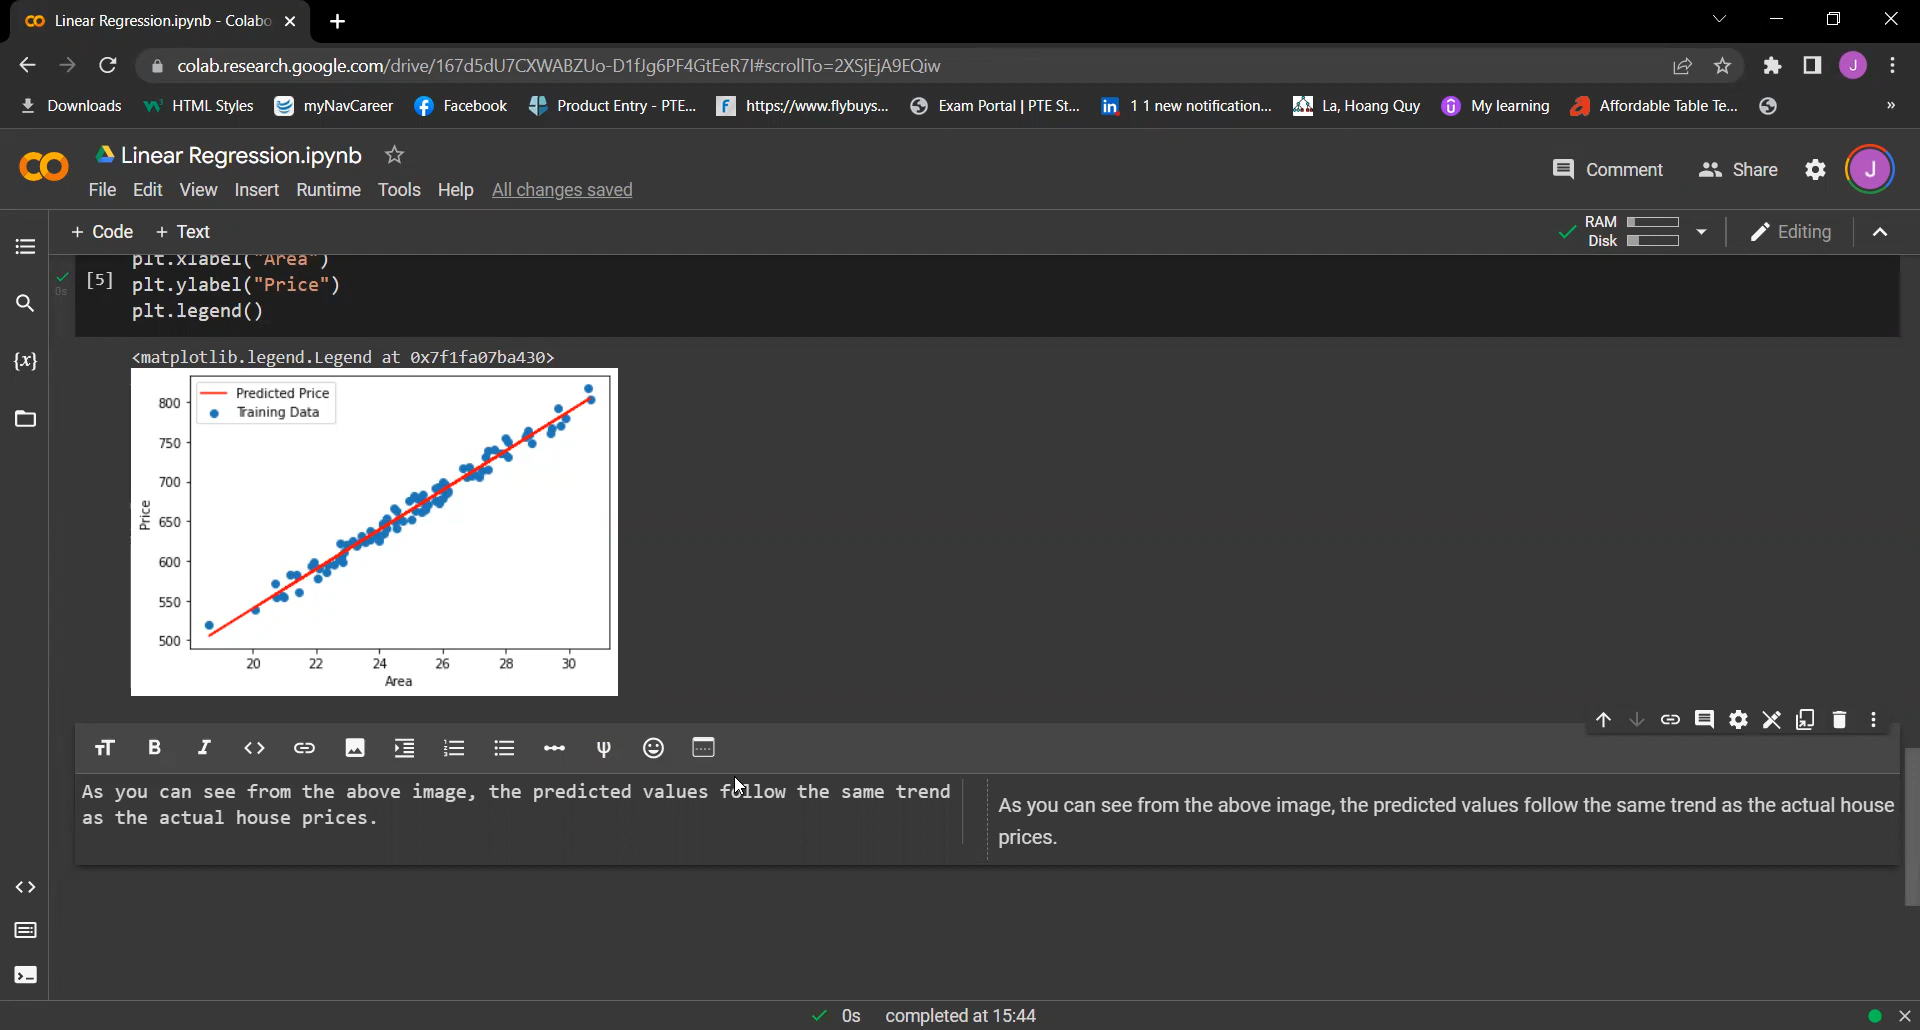 Linear Regression.ipynb - Colabo
colab.research.google.com/drive/167d5dU7CXWABZUo-D1fJg6PF4GtEeR7I#scrollTo=2XSjEjA9EQiw
J
Downloads HTML Styles myNavCareer Facebook Product Entry - PTE... https://www.flybuys... Exam Portal | PTE St... 1 1 new notification... La, Hoang Quy My learning Affordable Table Te... »
Linear Regression.ipynb
File Edit View Insert Runtime Tools Help All changes saved
Comment Share J
+ Code + Text
RAM
Disk
Editing
plt.xlabel("Area")
[5] plt.ylabel("Price")
0s
plt.legend()
<matplotlib.legend.Legend at 0x7f1fa07ba430>
Predicted Price
Training Data
800
750
700
650
600
550
500
Price
20 22 24 26 28 30
Area
As you can see from the above image, the predicted values follow the same trend
as the actual house prices.
As you can see from the above image, the predicted values follow the same trend as the actual house
prices.
0s completed at 15:44